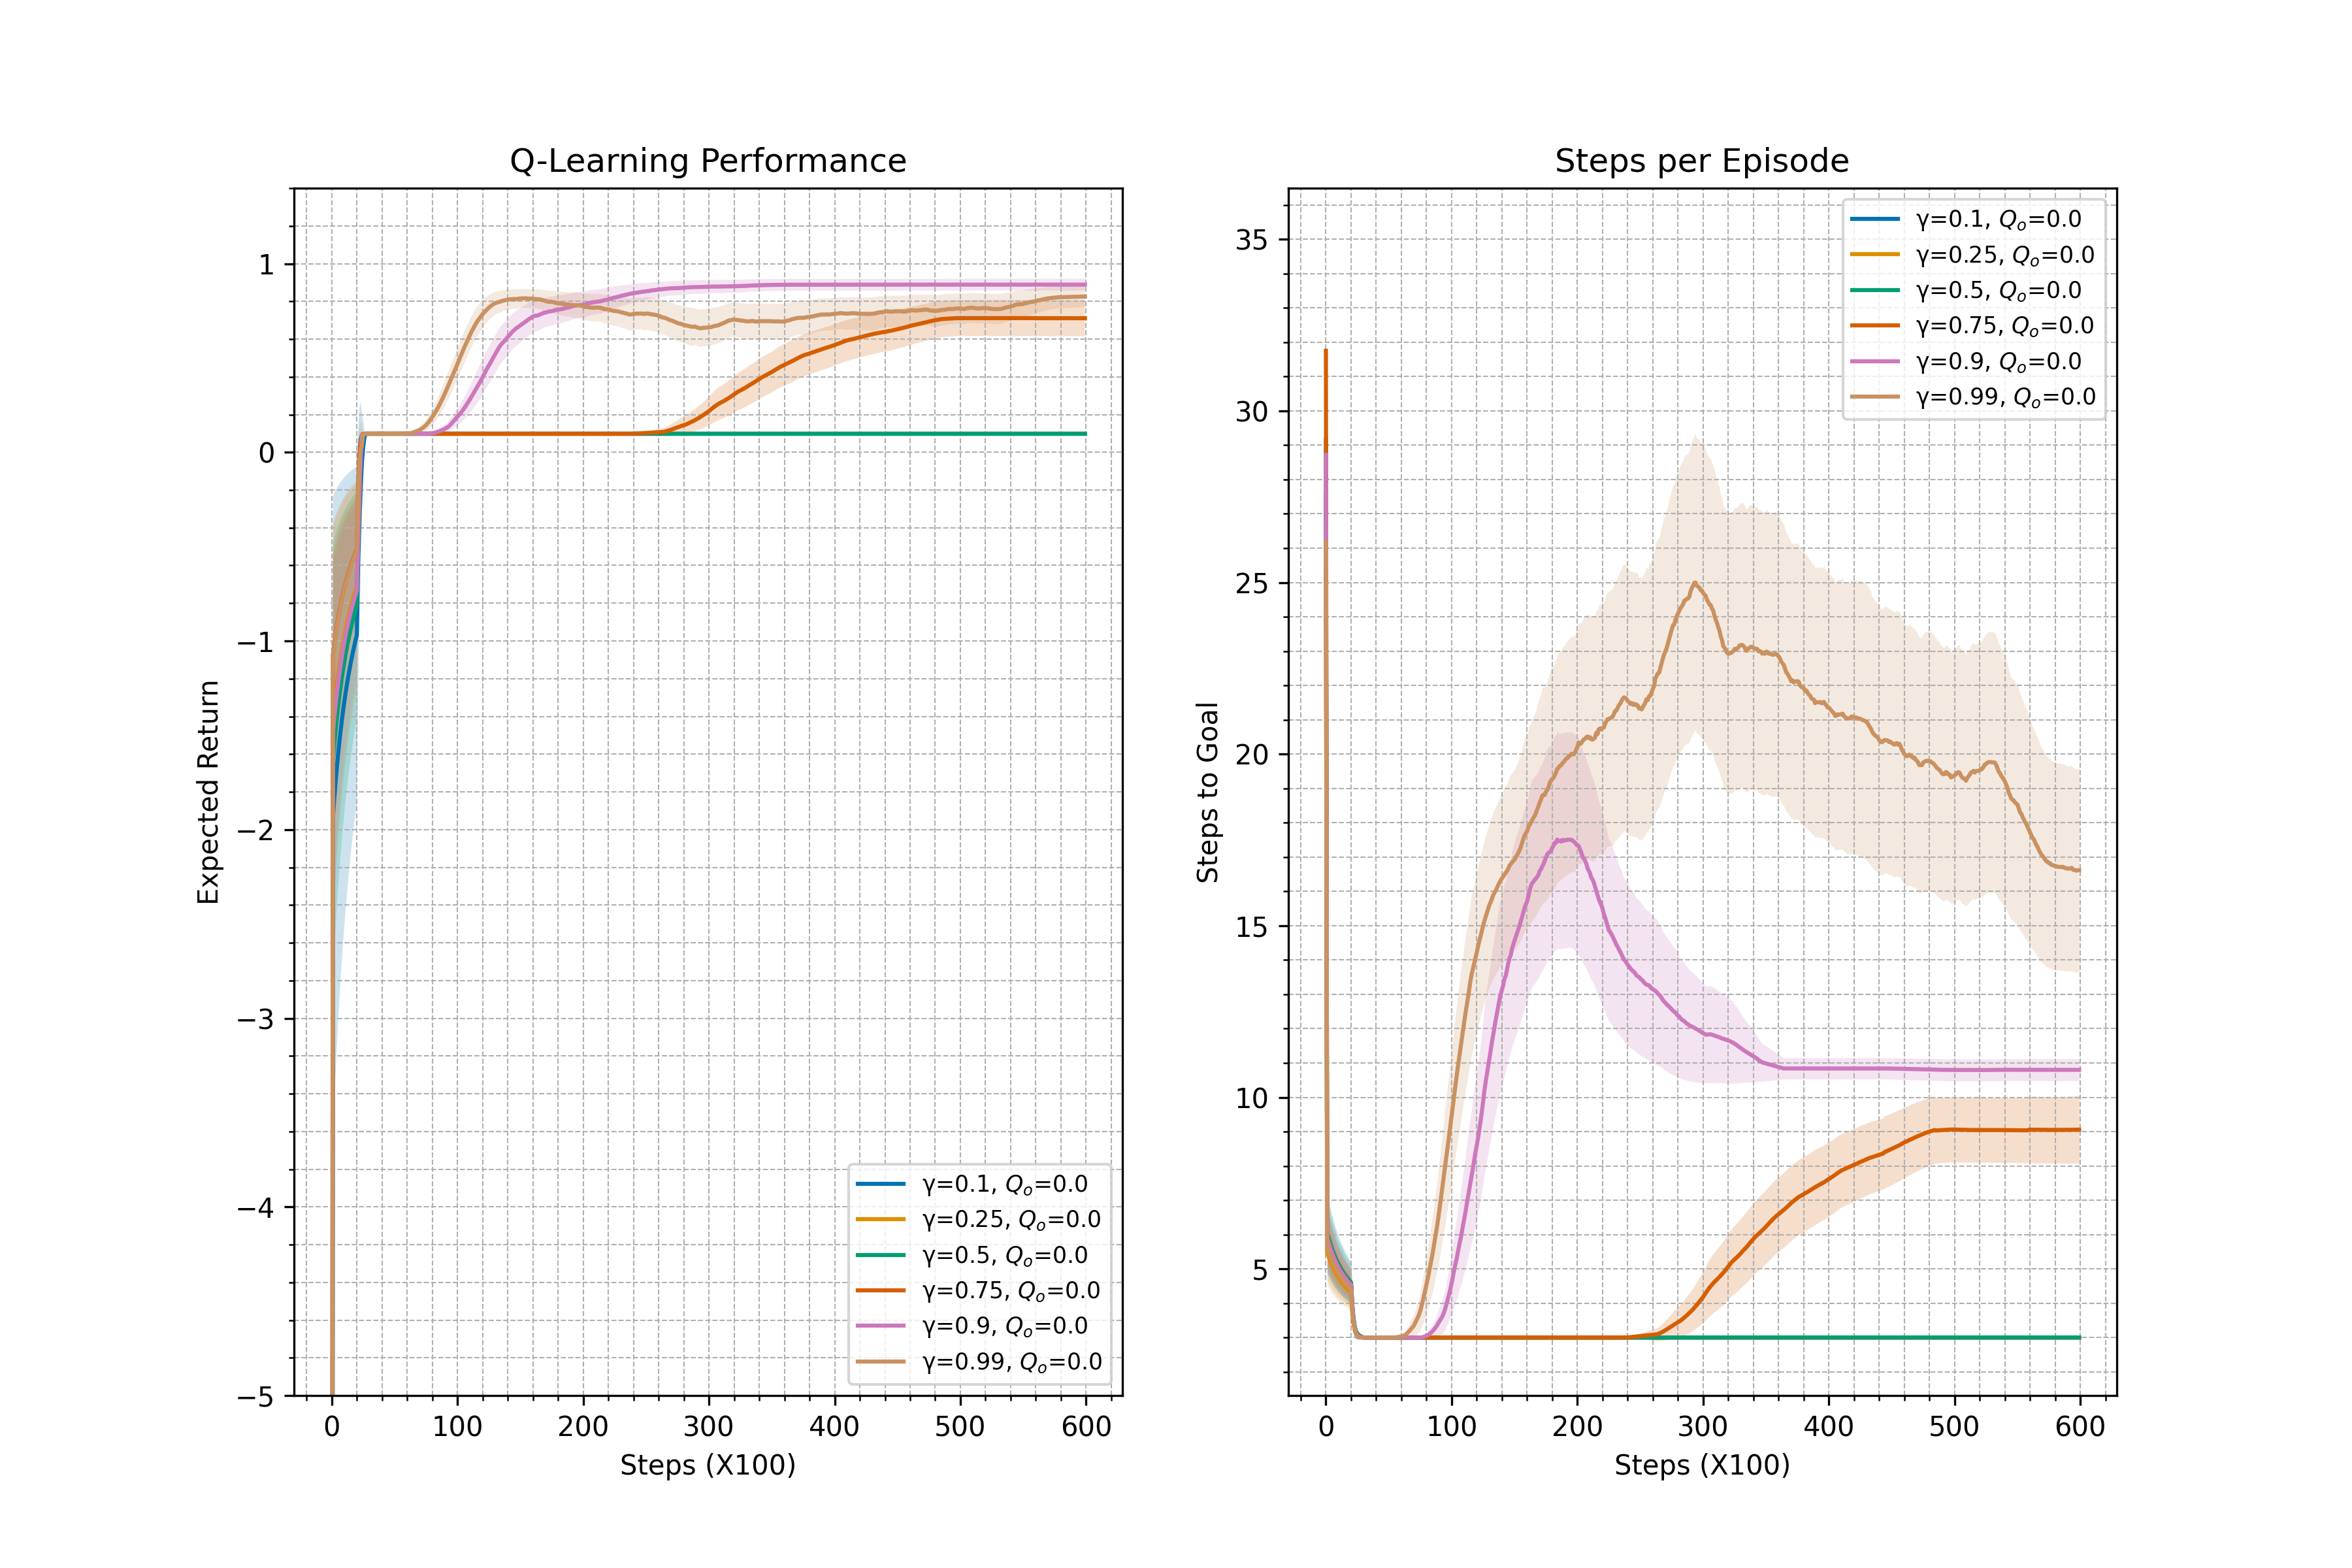 Q-Learning Performance
Expected Return
1
0
−1
−2
−3
−4
−5
0 100 200 300 400 500 600
Steps (X100)
γ=0.1, Qₒ=0.0
γ=0.25, Qₒ=0.0
γ=0.5, Qₒ=0.0
γ=0.75, Qₒ=0.0
γ=0.9, Qₒ=0.0
γ=0.99, Qₒ=0.0
Steps per Episode
Steps to Goal
35
30
25
20
15
10
5
0 100 200 300 400 500 600
Steps (X100)
γ=0.1, Qₒ=0.0
γ=0.25, Qₒ=0.0
γ=0.5, Qₒ=0.0
γ=0.75, Qₒ=0.0
γ=0.9, Qₒ=0.0
γ=0.99, Qₒ=0.0